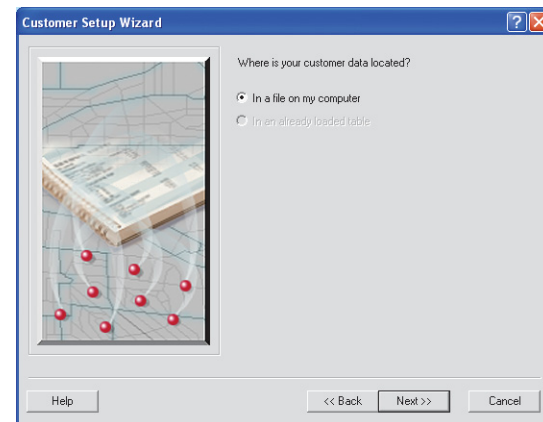 Customer Setup Wizard
Where is your customer data located?
In a file on my computer
In an already loaded table
Help
<< Back
Next >>
Cancel